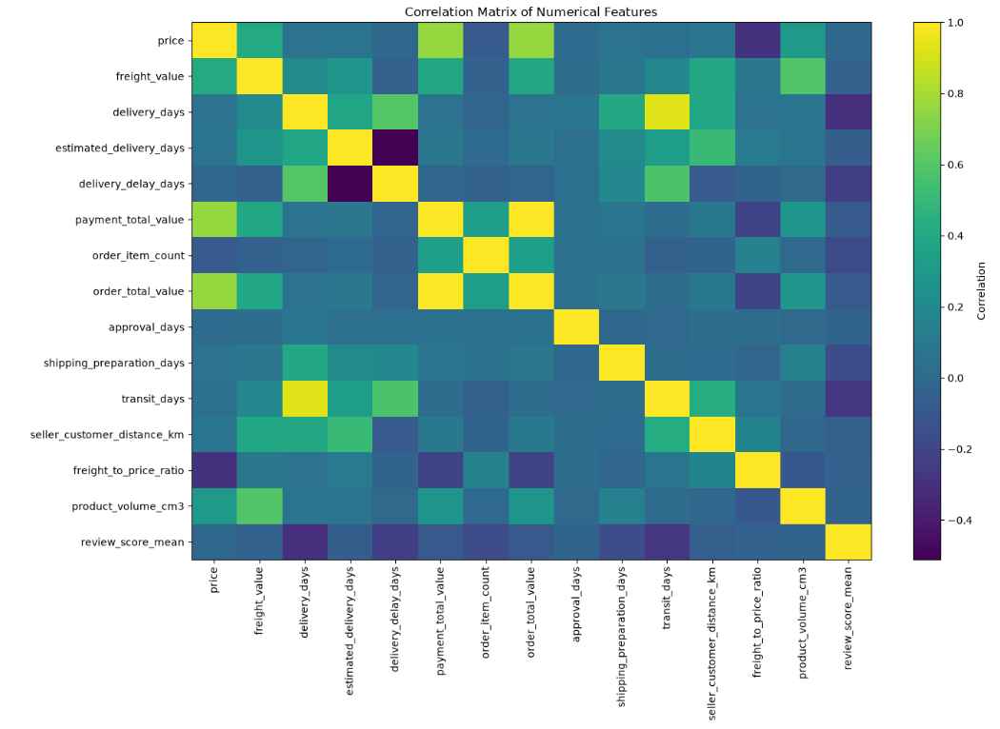 Correlation Matrix of Numerical Features
price
freight_value
delivery_days
estimated_delivery_days
delivery_delay_days
payment_total_value
order_item_count
order_total_value
approval_days
shipping_preparation_days
transit_days
seller_customer_distance_km
freight_to_price_ratio
product_volume_cm3
review_score_mean
price
freight_value
delivery_days
estimated_delivery_days
delivery_delay_days
payment_total_value
order_item_count
order_total_value
approval_days
shipping_preparation_days
transit_days
seller_customer_distance_km
freight_to_price_ratio
product_volume_cm3
review_score_mean
1.0
0.8
0.6
0.4
0.2
0.0
−0.2
−0.4
Correlation